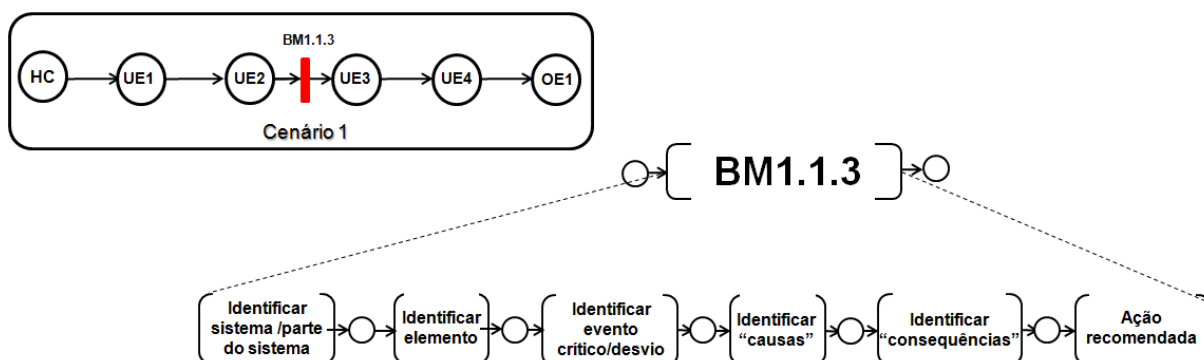 BM1.1.3
HC
UE1
UE2
UE3
UE4
OE1
Cenário 1
BM1.1.3
Identificar
sistema /parte
do sistema
Identificar
elemento
Identificar
evento
crítico/desvio
Identificar
“causas”
Identificar
“consequências”
Ação
recomendada